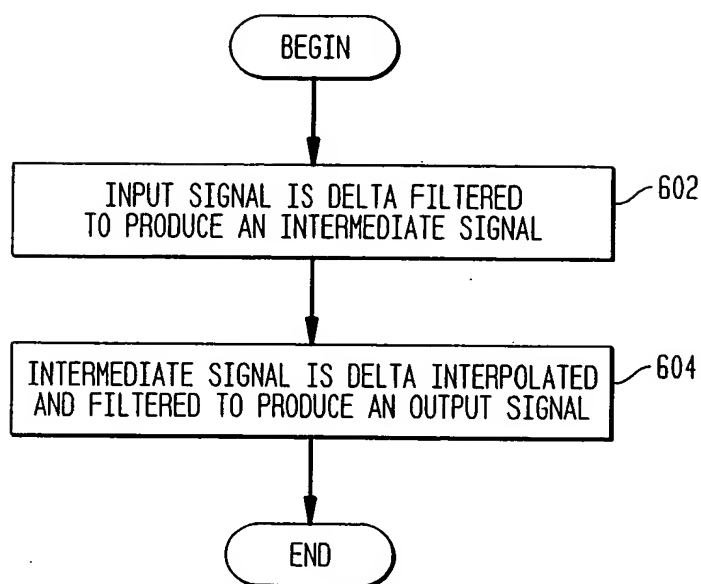 BEGIN
INPUT SIGNAL IS DELTA FILTERED
TO PRODUCE AN INTERMEDIATE SIGNAL
602
INTERMEDIATE SIGNAL IS DELTA INTERPOLATED
AND FILTERED TO PRODUCE AN OUTPUT SIGNAL
604
END